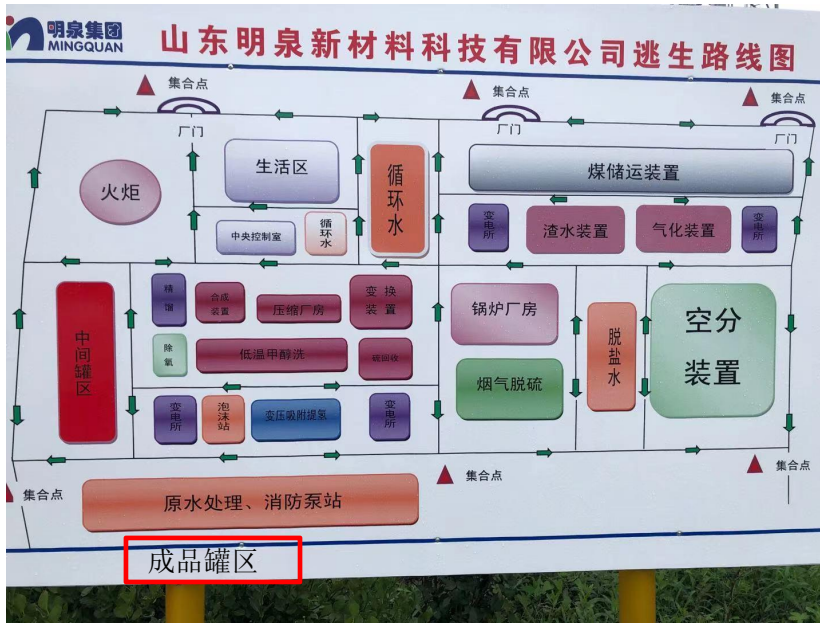 明泉集团
MINGQUAN
山东明泉新材料科技有限公司逃生路线图
集合点
集合点
集合点
厂门
厂门
厂门
火炬
生活区
循环水
煤储运装置
中央控制室
循环水
变电所
渣水装置
气化装置
变电所
中间罐区
精馏
合成装置
压缩厂房
变换装置
锅炉厂房
脱盐水
空分装置
除氧
低温甲醇洗
硫回收
烟气脱硫
变电所
泡沫站
变压吸附提氢
变电所
集合点
集合点
集合点
原水处理、消防泵站
成品罐区